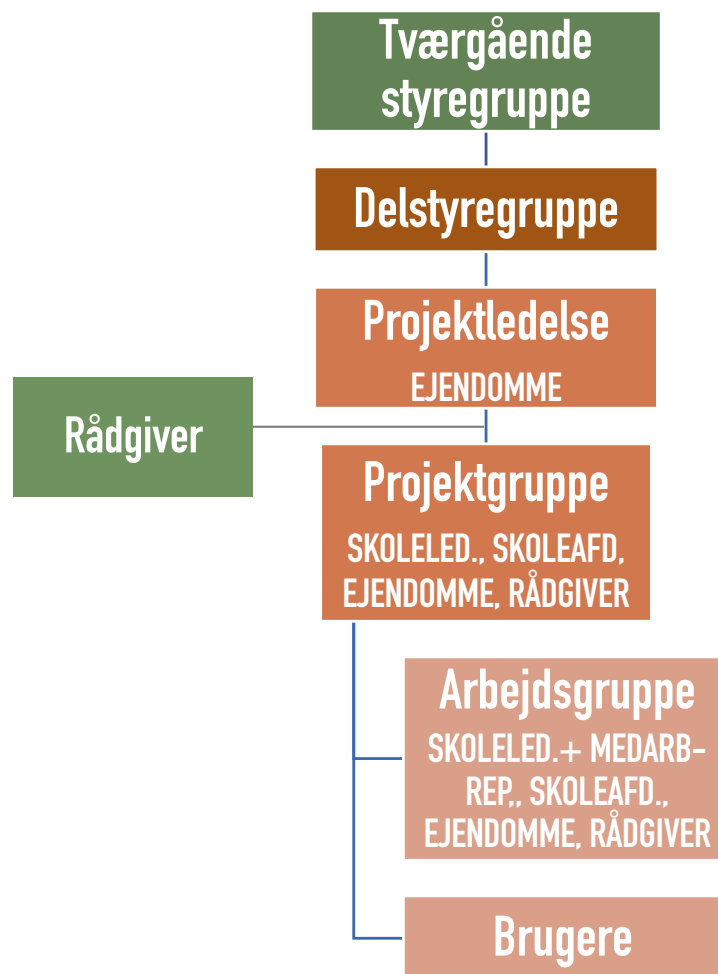 Tværgående
styregruppe
Delstyregruppe
Projektledelse
EJENDOMME
Rådgiver
Projektgruppe
SKOLELED., SKOLEAFD,
EJENDOMME, RÅDGIVER
Arbejdsgruppe
SKOLELED.+ MEDARB-
REP,, SKOLEAFD.,
EJENDOMME, RÅDGIVER
Brugere